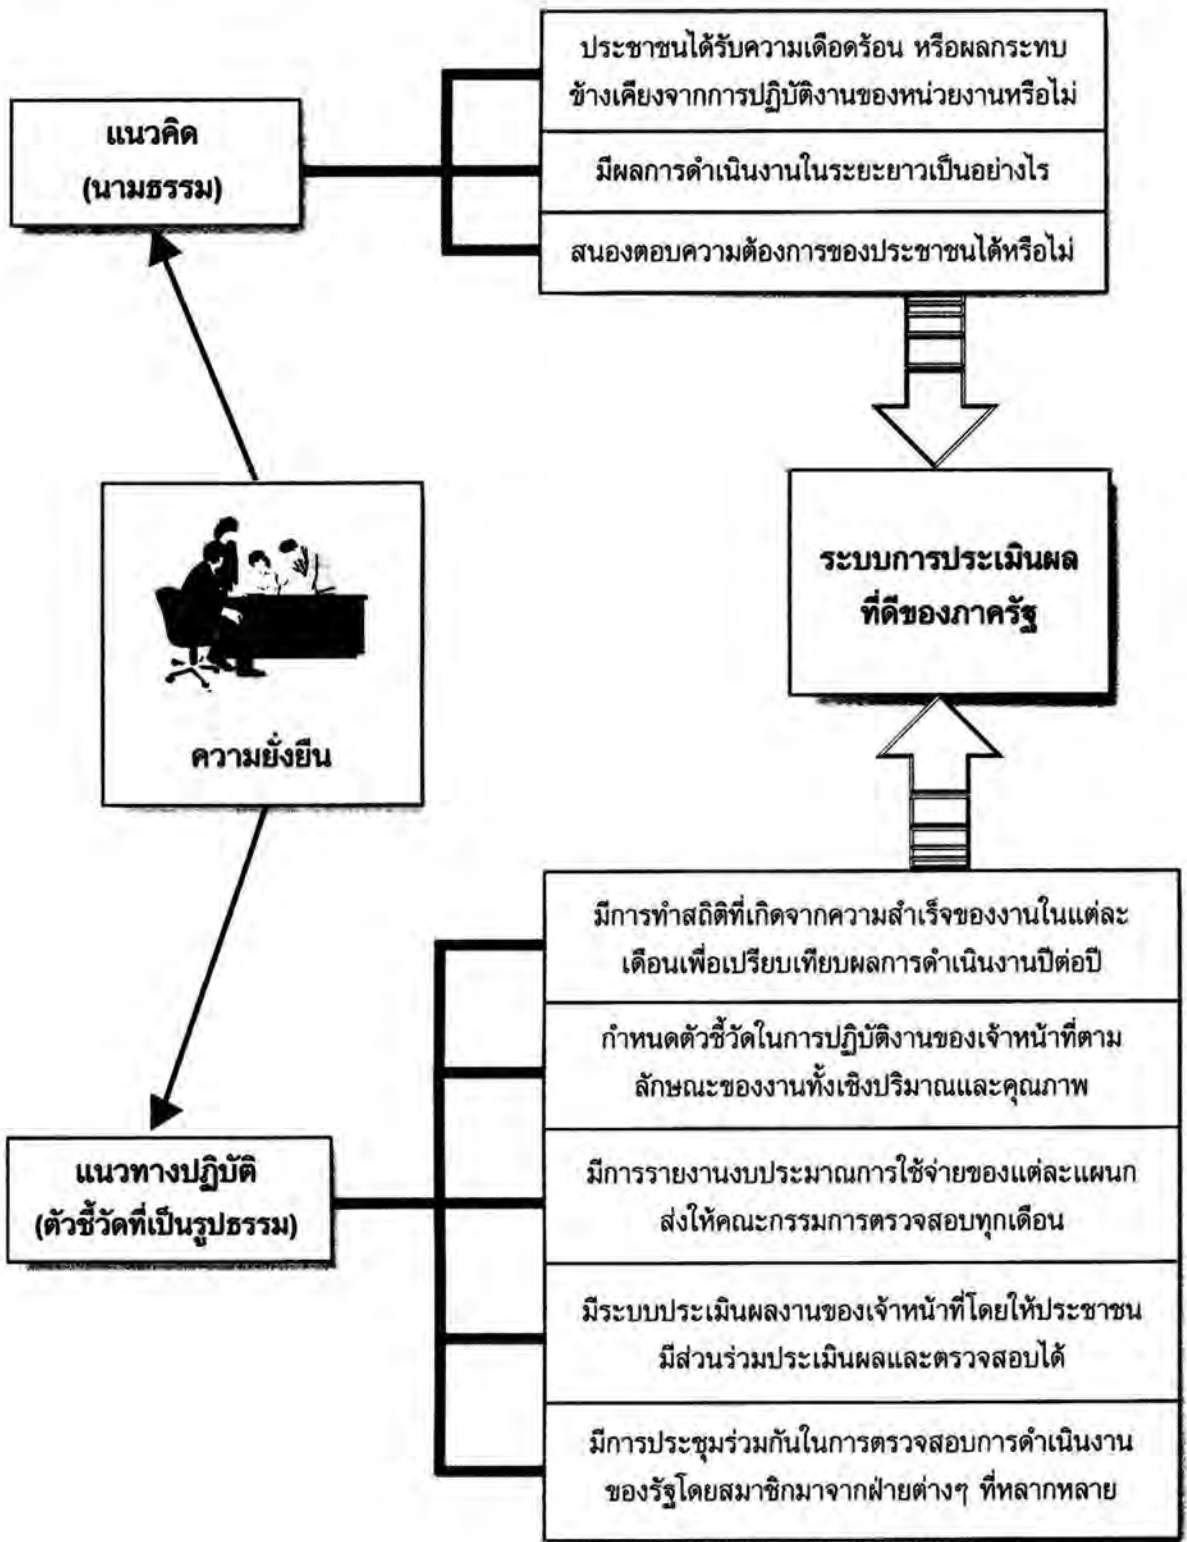 ประชาชนได้รับความเดือดร้อน หรือผลกระทบ
ข้างเคียงจากการปฏิบัติงานของหน่วยงานหรือไม่
แนวคิด
(นามธรรม)
มีผลการดำเนินงานในระยะยาวเป็นอย่างไร
สนองตอบความต้องการของประชาชนได้หรือไม่
ระบบการประเมินผล
ที่ดีของภาครัฐ
ความยั่งยืน
มีการทำสถิติที่เกิดจากความสำเร็จของงานในแต่ละ
เดือนเพื่อเปรียบเทียบผลการดำเนินงานปีต่อปี
กำหนดตัวชี้วัดในการปฏิบัติงานของเจ้าหน้าที่ตาม
ลักษณะของงานทั้งเชิงปริมาณและคุณภาพ
แนวทางปฏิบัติ
(ตัวชี้วัดที่เป็นรูปธรรม)
มีการรายงานงบประมาณการใช้จ่ายของแต่ละแผนก
ส่งให้คณะกรรมการตรวจสอบทุกเดือน
มีระบบประเมินผลงานของเจ้าหน้าที่โดยให้ประชาชน
มีส่วนร่วมประเมินผลและตรวจสอบได้
มีการประชุมร่วมกันในการตรวจสอบการดำเนินงาน
ของรัฐโดยสมาชิกมาจากฝ่ายต่างๆ ที่หลากหลาย